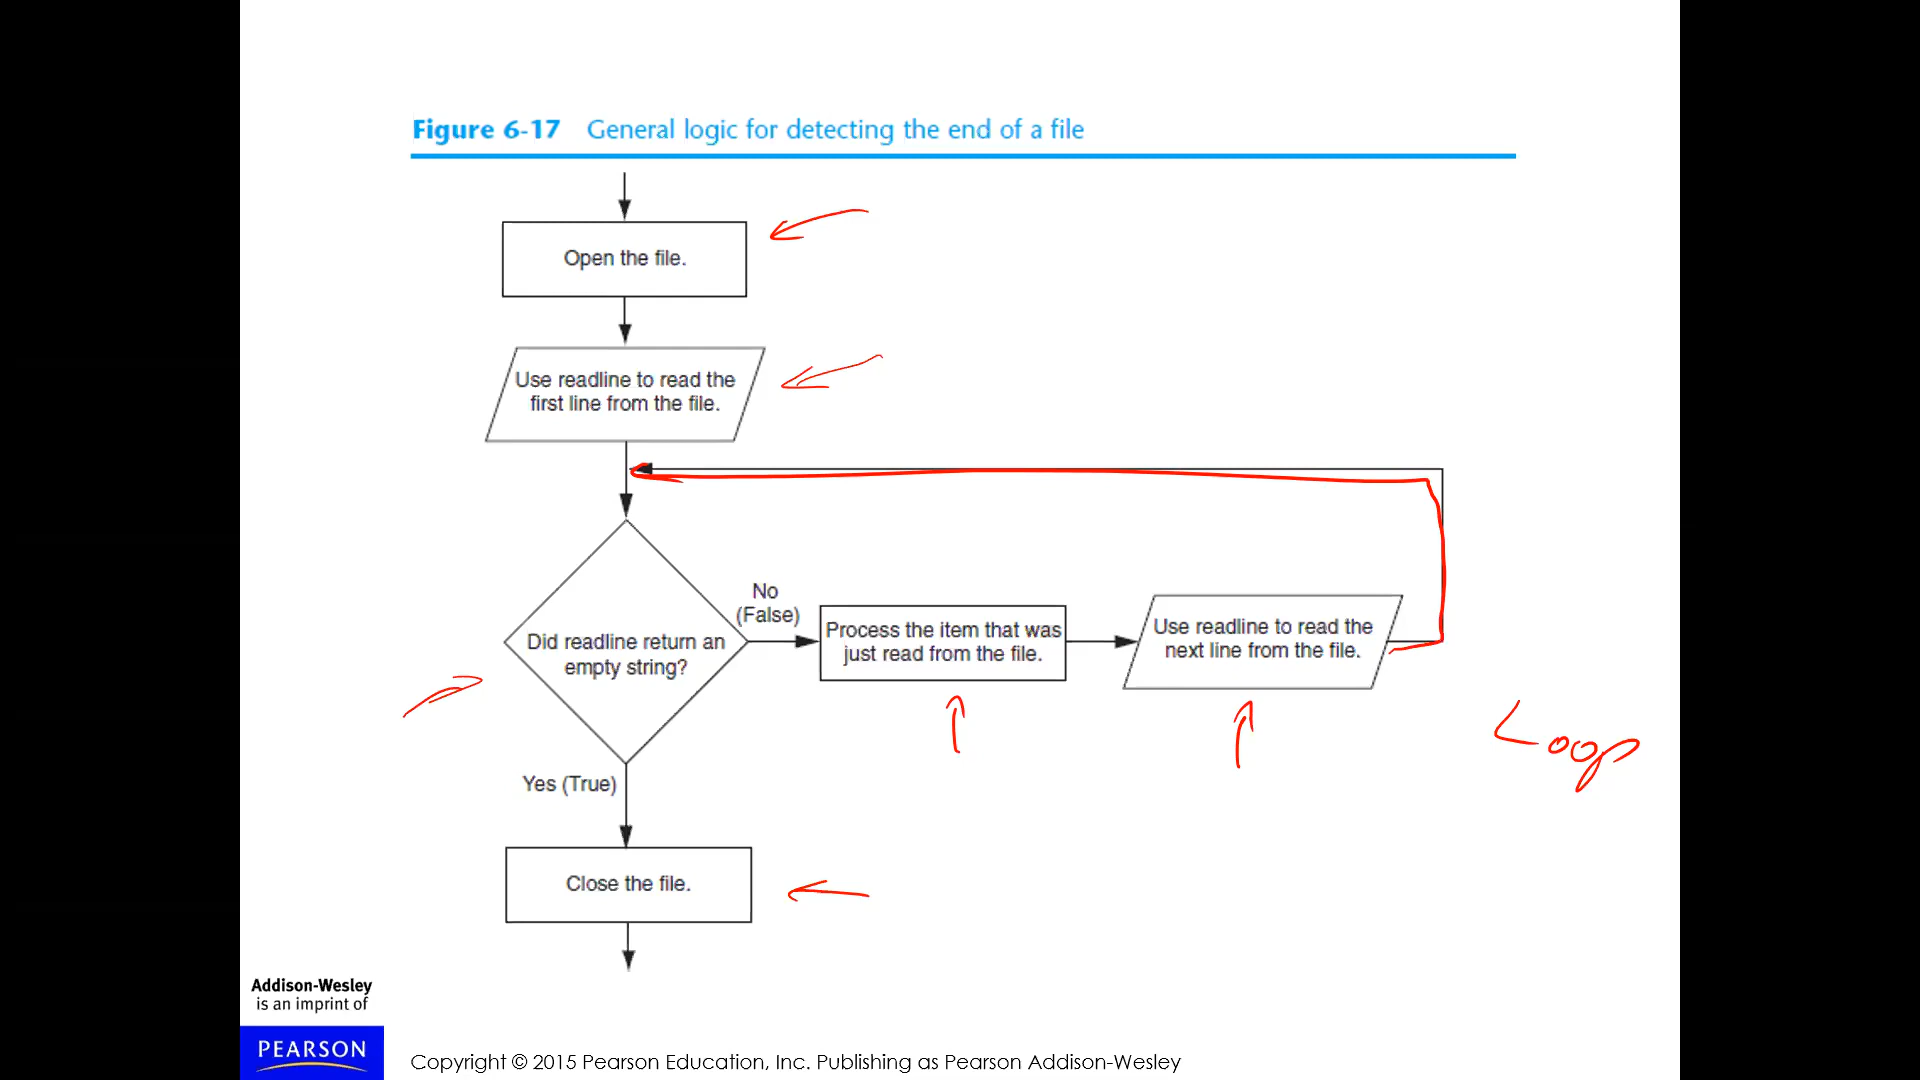 Figure 6-17 General logic for detecting the end of a file
Open the file.
Use readline to read the
first line from the file.
Did readline return an
empty string?
No
(False)
Process the item that was
just read from the file.
Use readline to read the
next line from the file.
Loop
Yes (True)
Close the file.
Addison-Wesley
is an imprint of
PEARSON
Copyright © 2015 Pearson Education, Inc. Publishing as Pearson Addison-Wesley